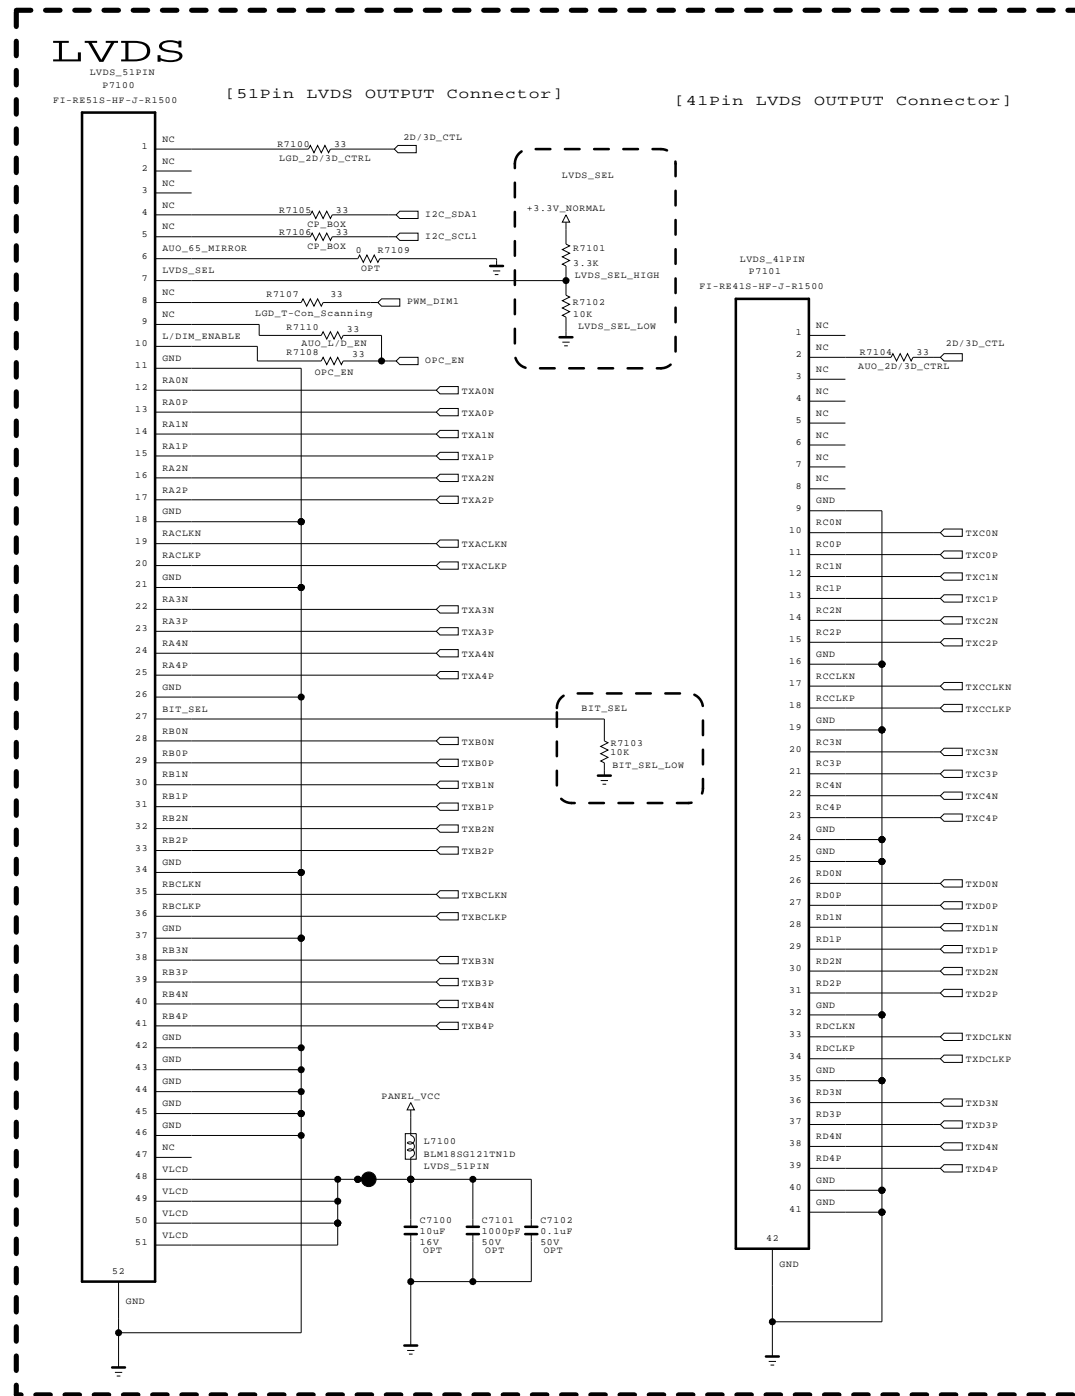 LVDS
LVDS_51PIN
P7100
FI-RE51S-HF-J-R1500
[51Pin LVDS OUTPUT Connector]
[41Pin LVDS OUTPUT Connector]
1 NC R7100 33 2D/3D_CTL
LGD_2D/3D_CTRL
2 NC
3 NC
4 NC R7105 33 I2C_SDA1
CP_BOX
5 NC R7106 33 I2C_SCL1
CP_BOX
6 AUO_65_MIRROR 0 R7109
OPT
7 LVDS_SEL
8 NC R7107 33 PWM_DIM1
LGD_T-Con_Scanning
9 NC R7110 33
AUO_L/D_EN
10 L/DIM_ENABLE R7108 33 OPC_EN
OPC_EN
11 GND
12 RA0N TXA0N
13 RA0P TXA0P
14 RA1N TXA1N
15 RA1P TXA1P
16 RA2N TXA2N
17 RA2P TXA2P
18 GND
19 RACLKN TXACLKN
20 RACLKP TXACLKP
21 GND
22 RA3N TXA3N
23 RA3P TXA3P
24 RA4N TXA4N
25 RA4P TXA4P
26 GND
27 BIT_SEL
28 RB0N TXB0N
29 RB0P TXB0P
30 RB1N TXB1N
31 RB1P TXB1P
32 RB2N TXB2N
33 RB2P TXB2P
34 GND
35 RBCLKN TXBCLKN
36 RBCLKP TXBCLKP
37 GND
38 RB3N TXB3N
39 RB3P TXB3P
40 RB4N TXB4N
41 RB4P TXB4P
42 GND
43 GND
44 GND
45 GND
46 GND
47 NC
48 VLCD
49 VLCD
50 VLCD
51 VLCD
52
GND
LVDS_SEL
+3.3V_NORMAL
R7101
3.3K
LVDS_SEL_HIGH
R7102
10K
LVDS_SEL_LOW
BIT_SEL
R7103
10K
BIT_SEL_LOW
PANEL_VCC
L7100
BLM18SG121TN1D
LVDS_51PIN
C7100
10uF
16V
OPT
C7101
1000pF
50V
OPT
C7102
0.1uF
50V
OPT
LVDS_41PIN
P7101
FI-RE41S-HF-J-R1500
1 NC
2 NC R7104 33 2D/3D_CTL
AUO_2D/3D_CTRL
3 NC
4 NC
5 NC
6 NC
7 NC
8 NC
9 GND
10 RC0N TXC0N
11 RC0P TXC0P
12 RC1N TXC1N
13 RC1P TXC1P
14 RC2N TXC2N
15 RC2P TXC2P
16 GND
17 RCCLKN TXCCLKN
18 RCCLKP TXCCLKP
19 GND
20 RC3N TXC3N
21 RC3P TXC3P
22 RC4N TXC4N
23 RC4P TXC4P
24 GND
25 GND
26 RD0N TXD0N
27 RD0P TXD0P
28 RD1N TXD1N
29 RD1P TXD1P
30 RD2N TXD2N
31 RD2P TXD2P
32 GND
33 RDCLKN TXDCLKN
34 RDCLKP TXDCLKP
35 GND
36 RD3N TXD3N
37 RD3P TXD3P
38 RD4N TXD4N
39 RD4P TXD4P
40 GND
41 GND
42
GND